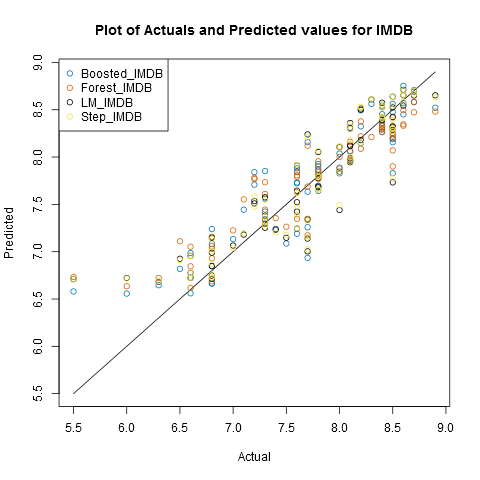 Plot of Actuals and Predicted values for IMDB
Boosted_IMDB
Forest_IMDB
LM_IMDB
Step_IMDB
Predicted
9.0
8.5
8.0
7.5
7.0
6.5
6.0
5.5
5.5 6.0 6.5 7.0 7.5 8.0 8.5 9.0
Actual